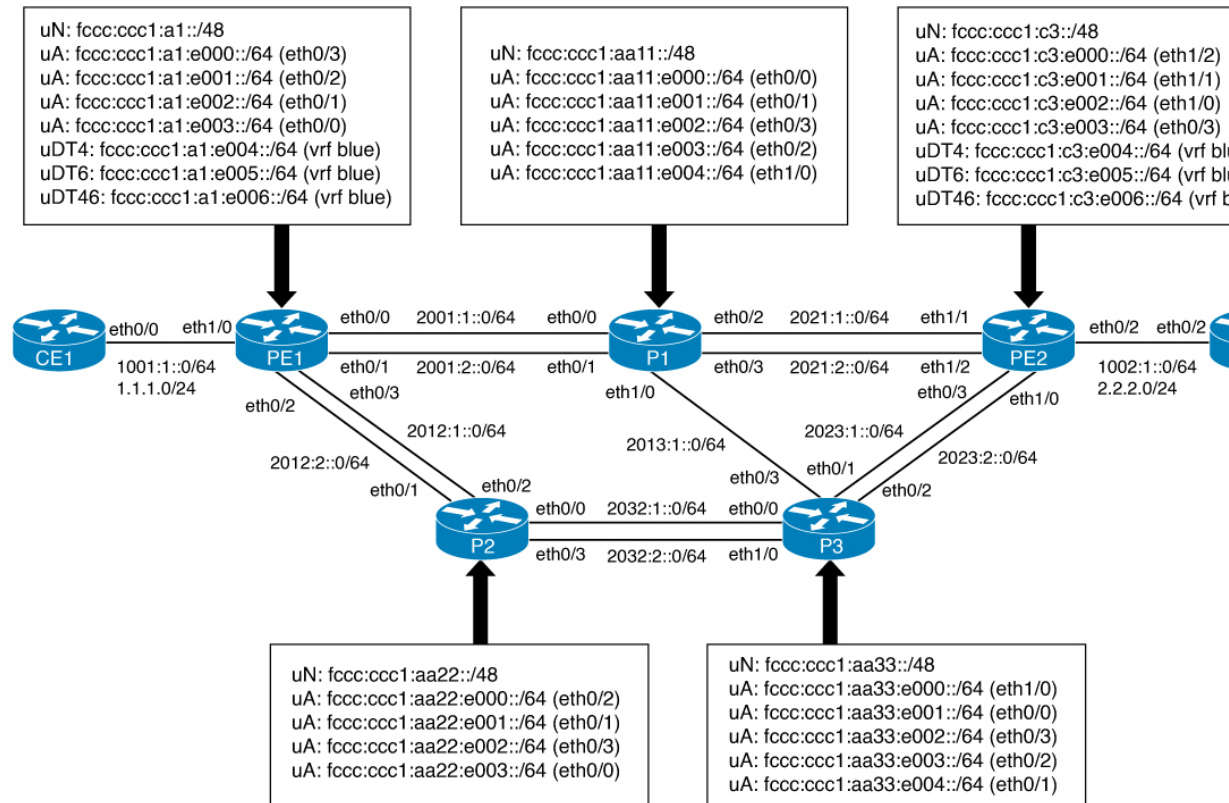 uN: fccc:ccc1:a1::/48
uA: fccc:ccc1:a1:e000::/64 (eth0/3)
uA: fccc:ccc1:a1:e001::/64 (eth0/2)
uA: fccc:ccc1:a1:e002::/64 (eth0/1)
uA: fccc:ccc1:a1:e003::/64 (eth0/0)
uDT4: fccc:ccc1:a1:e004::/64 (vrf blue)
uDT6: fccc:ccc1:a1:e005::/64 (vrf blue)
uDT46: fccc:ccc1:a1:e006::/64 (vrf blue)
uN: fccc:ccc1:aa11::/48
uA: fccc:ccc1:aa11:e000::/64 (eth0/0)
uA: fccc:ccc1:aa11:e001::/64 (eth0/1)
uA: fccc:ccc1:aa11:e002::/64 (eth0/3)
uA: fccc:ccc1:aa11:e003::/64 (eth0/2)
uA: fccc:ccc1:aa11:e004::/64 (eth1/0)
uN: fccc:ccc1:c3::/48
uA: fccc:ccc1:c3:e000::/64 (eth1/2)
uA: fccc:ccc1:c3:e001::/64 (eth1/1)
uA: fccc:ccc1:c3:e002::/64 (eth1/0)
uA: fccc:ccc1:c3:e003::/64 (eth0/3)
uDT4: fccc:ccc1:c3:e004::/64 (vrf
uDT6: fccc:ccc1:c3:e005::/64 (vrf
uDT46: fccc:ccc1:c3:e006::/64 (vrf
eth0/0 eth1/0 eth0/0 2001:1::0/64 eth0/0 eth0/2 2021:1::0/64 eth1/1 eth0/2 eth0/2
CE1 PE1 P1 PE2
1001:1::0/64 eth0/1 2001:2::0/64 eth0/1 eth0/3 2021:2::0/64 eth1/2 1002:1::0/64
1.1.1.0/24 eth0/3 eth1/0 eth0/3 2.2.2.0/24
eth0/2 eth1/0
2012:1::0/64 2013:1::0/64 2023:1::0/64
2012:2::0/64 2023:2::0/64
eth0/1 eth0/2 eth0/3 eth0/1 eth0/2
eth0/0 2032:1::0/64 eth0/0
P2 P3
eth0/3 2032:2::0/64 eth1/0
uN: fccc:ccc1:aa22::/48
uA: fccc:ccc1:aa22:e000::/64 (eth0/2)
uA: fccc:ccc1:aa22:e001::/64 (eth0/1)
uA: fccc:ccc1:aa22:e002::/64 (eth0/3)
uA: fccc:ccc1:aa22:e003::/64 (eth0/0)
uN: fccc:ccc1:aa33::/48
uA: fccc:ccc1:aa33:e000::/64 (eth1/0)
uA: fccc:ccc1:aa33:e001::/64 (eth0/0)
uA: fccc:ccc1:aa33:e002::/64 (eth0/3)
uA: fccc:ccc1:aa33:e003::/64 (eth0/2)
uA: fccc:ccc1:aa33:e004::/64 (eth0/1)